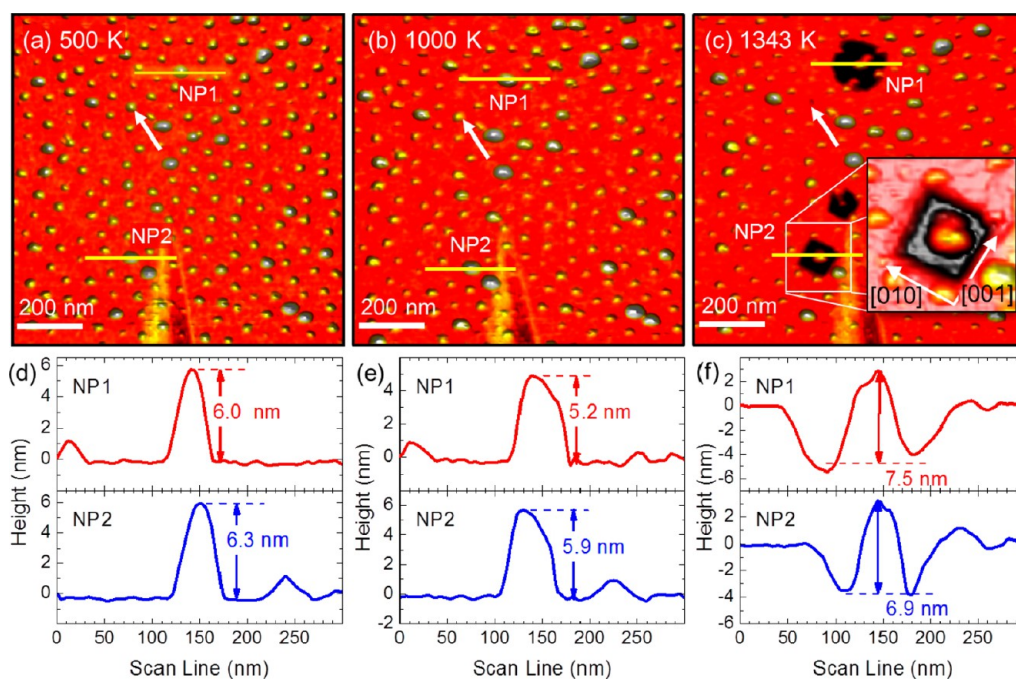 (a) 500 K
NP1
NP2
200 nm
(b) 1000 K
NP1
NP2
200 nm
(c) 1343 K
NP1
NP2
[010]
[001]
200 nm
(d)
NP1
6.0 nm
NP2
6.3 nm
Height (nm)
6
4
2
0
6
4
2
0
-2
0 50 100 150 200 250
Scan Line (nm)
(e)
NP1
5.2 nm
NP2
5.9 nm
Height (nm)
4
2
0
6
4
2
0
-2
0 50 100 150 200 250
Scan Line (nm)
(f)
NP1
7.5 nm
NP2
6.9 nm
Height (nm)
2
0
-2
-4
-6
2
0
-2
-4
-6
0 50 100 150 200 250 300
Scan Line (nm)